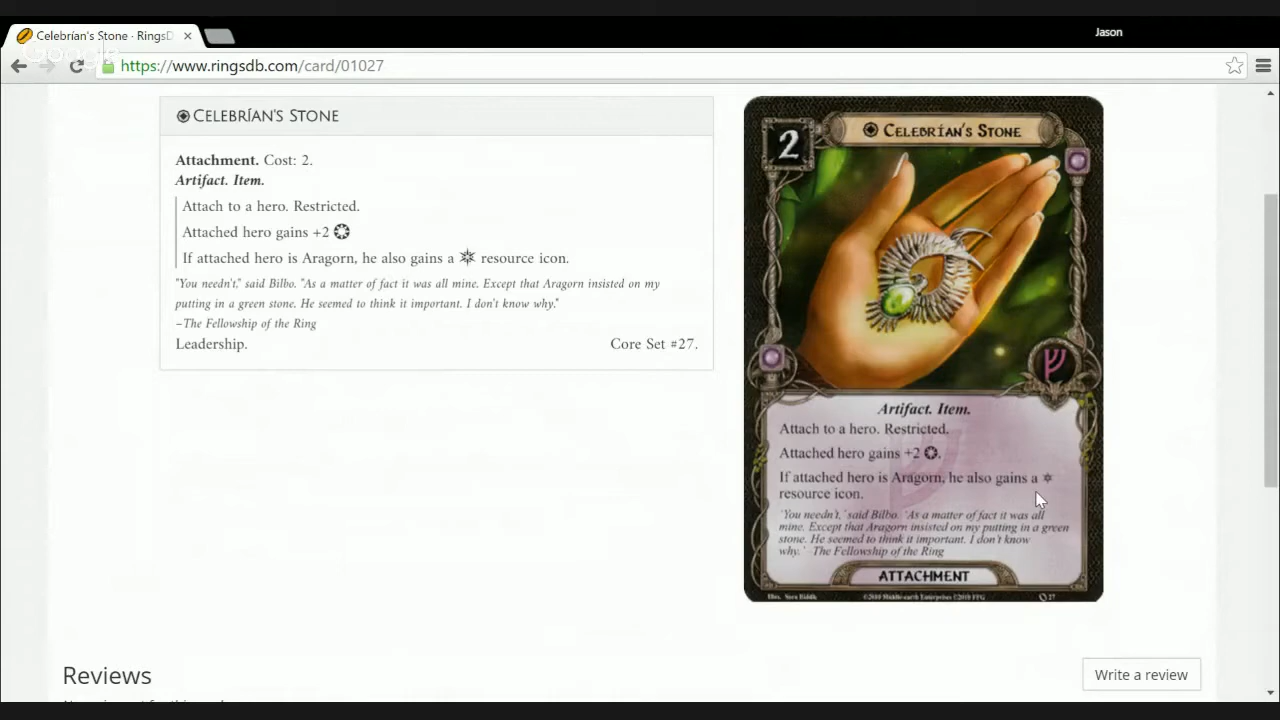 Celebrían's Stone · RingsD
Google
Jason
https://www.ringsdb.com/card/01027
CELEBRÍAN'S STONE
Attachment. Cost: 2.
Artifact. Item.
Attach to a hero. Restricted.
Attached hero gains +2
If attached hero is Aragorn, he also gains a resource icon.
"You needn't," said Bilbo. "As a matter of fact it was all mine. Except that Aragorn insisted on my
putting in a green stone. He seemed to think it important. I don't know why."
–The Fellowship of the Ring
Leadership. Core Set #27.
2
CELEBRÍAN'S STONE
Artifact. Item.
Attach to a hero. Restricted.
Attached hero gains +2 .
If attached hero is Aragorn, he also gains a
resource icon.
'You needn't,' said Bilbo. 'As a matter of fact it was all
mine. Except that Aragorn insisted on my putting in a green
stone. He seemed to think it important. I don't know
why.' The Fellowship of the Ring
ATTACHMENT
27
Reviews
Write a review